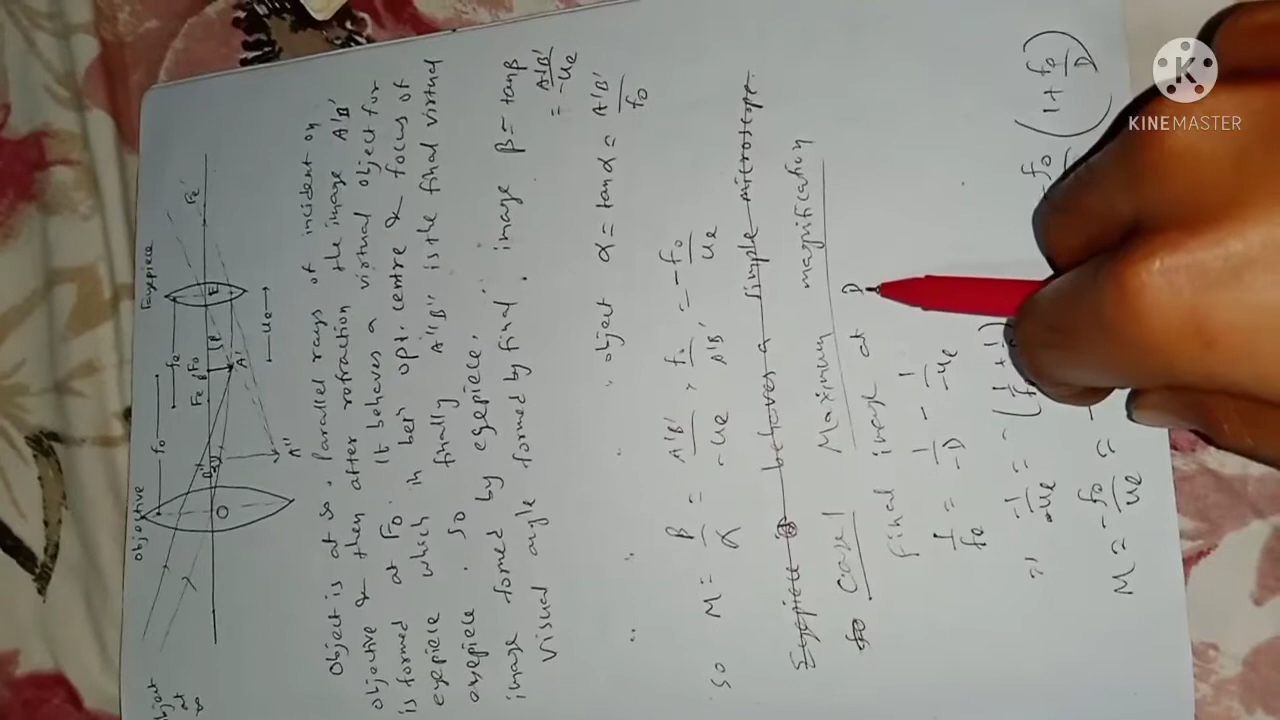 Object
at
∞
Objective
Eyepiece
fo
fe
Fe Fo
Fe'
O
E
B'
A'
A''
ue
Object is at ∞. Parallel rays of incident on
objective & then after refraction the image A'B'
is formed at Fo. It behaves a virtual object for
eyepiece which in betn opt. centre & focus of
eyepiece. So finally A''B'' is the final virtual
image formed by eyepiece.
Visual angle formed by final image β = tanβ
= A'B'/-ue
" " " " object α = tanα = A'B'/fo
so M = β/α = A'B'/-ue × fo/A'B' = -fo/ue
Eyepiece behaves a simple microscope.
so Case 1 Maximum magnification
final image at D
1/fe = 1/-D - 1/-ue
M = -fo/ue = -fo (1 + fe/D)
K
KINEMASTER